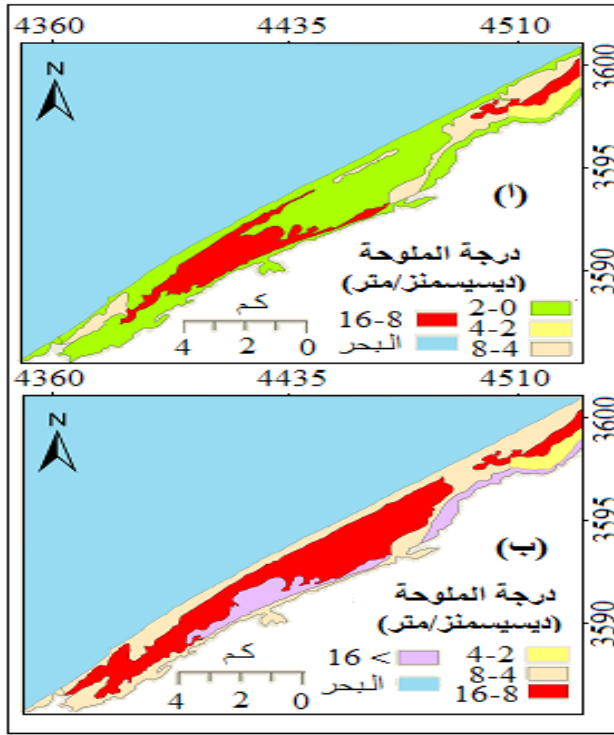 4360 4435 4510
N
3600
3595
(ا)
3590
درجة الملوحة
(ديسيسمنز/متر)
2-0
4-2
8-4
16-8
البحر
كم
4 2 0
4360 4435 4510
N
3600
3595
(ب)
3590
درجة الملوحة
(ديسيسمنز/متر)
4-2
8-4
16-8
16 >
البحر
كم
4 2 0